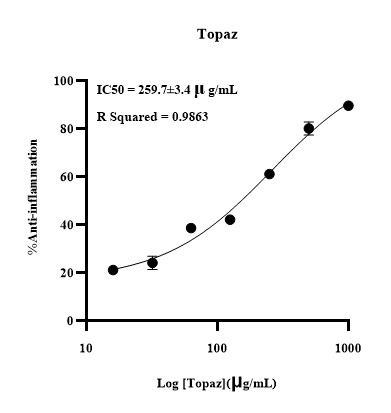 Topaz
IC50 = 259.7±3.4 μ g/mL
R Squared = 0.9863
%Anti-inflammation
100
80
60
40
20
0
10 100 1000
Log [Topaz](μg/mL)